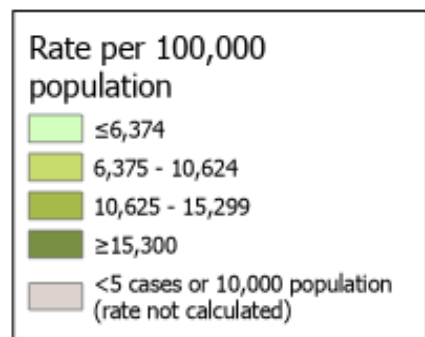 Rate per 100,000
population
≤6,374
6,375 - 10,624
10,625 - 15,299
≥15,300
<5 cases or 10,000 population
(rate not calculated)